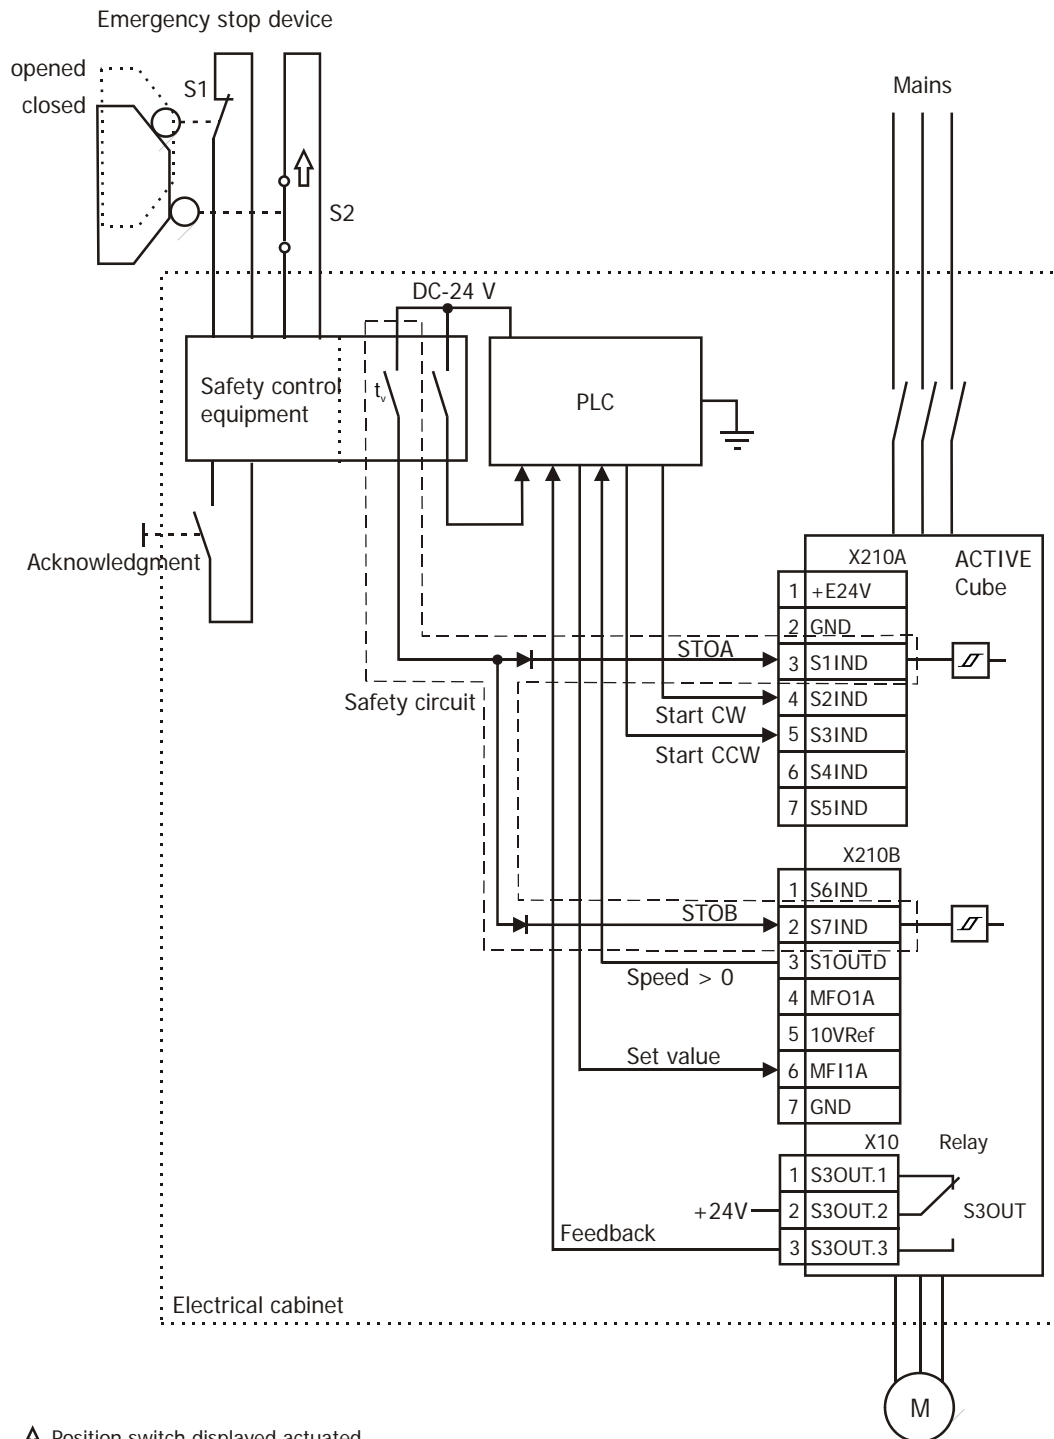 Emergency stop device
opened
closed
S1
S2
Mains
DC-24 V
Safety control
equipment
tv
PLC
Acknowledgment
X210A
ACTIVE
Cube
1 +E24V
2 GND
3 S1IND
4 S2IND
5 S3IND
6 S4IND
7 S5IND
STOA
Safety circuit
Start CW
Start CCW
X210B
1 S6IND
2 S7IND
3 S1OUTD
4 MFO1A
5 10VRef
6 MFI1A
7 GND
STOB
Speed > 0
Set value
X10
Relay
1 S3OUT.1
2 S3OUT.2
3 S3OUT.3
+24V
S3OUT
Feedback
Electrical cabinet
M
Position switch displayed actuated